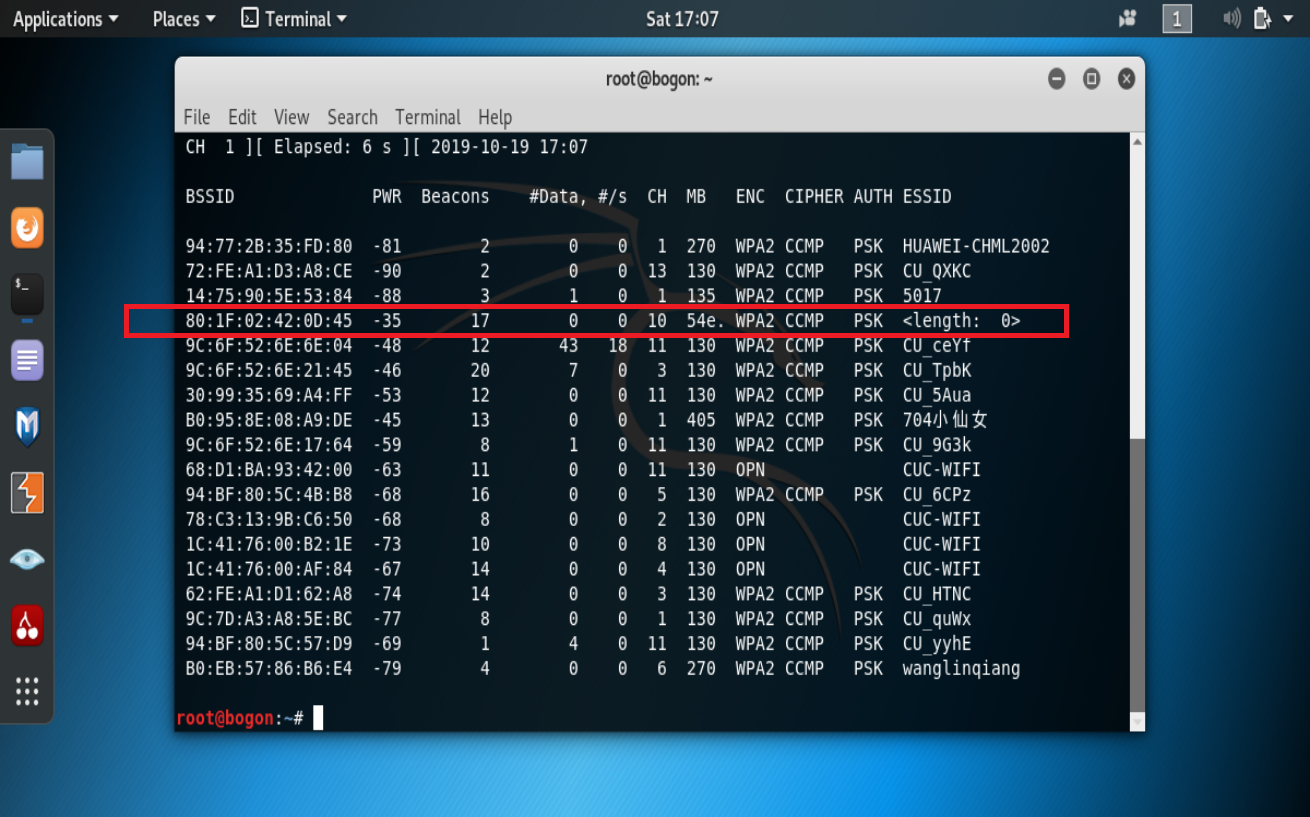 Applications Places Terminal Sat 17:07 1
root@bogon: ~
File Edit View Search Terminal Help
CH 1 ][ Elapsed: 6 s ][ 2019-10-19 17:07
BSSID PWR Beacons #Data, #/s CH MB ENC CIPHER AUTH ESSID
94:77:2B:35:FD:80 -81 2 0 0 1 270 WPA2 CCMP PSK HUAWEI-CHML2002
72:FE:A1:D3:A8:CE -90 2 0 0 13 130 WPA2 CCMP PSK CU_QXKC
14:75:90:5E:53:84 -88 3 1 0 1 135 WPA2 CCMP PSK 5017
80:1F:02:42:0D:45 -35 17 0 0 10 54e. WPA2 CCMP PSK <length: 0>
9C:6F:52:6E:6E:04 -48 12 43 18 11 130 WPA2 CCMP PSK CU_ceYf
9C:6F:52:6E:21:45 -46 20 7 0 3 130 WPA2 CCMP PSK CU_TpbK
30:99:35:69:A4:FF -53 12 0 0 11 130 WPA2 CCMP PSK CU_5Aua
B0:95:8E:08:A9:DE -45 13 0 0 1 405 WPA2 CCMP PSK 704小仙女
9C:6F:52:6E:17:64 -59 8 1 0 11 130 WPA2 CCMP PSK CU_9G3k
68:D1:BA:93:42:00 -63 11 0 0 11 130 OPN CUC-WIFI
94:BF:80:5C:4B:B8 -68 16 0 0 5 130 WPA2 CCMP PSK CU_6CPz
78:C3:13:9B:C6:50 -68 8 0 0 2 130 OPN CUC-WIFI
1C:41:76:00:B2:1E -73 10 0 0 8 130 OPN CUC-WIFI
1C:41:76:00:AF:84 -67 14 0 0 4 130 OPN CUC-WIFI
62:FE:A1:D1:62:A8 -74 14 0 0 3 130 WPA2 CCMP PSK CU_HTNC
9C:7D:A3:A8:5E:BC -77 8 0 0 1 130 WPA2 CCMP PSK CU_quWx
94:BF:80:5C:57:D9 -69 1 4 0 11 130 WPA2 CCMP PSK CU_yyhE
B0:EB:57:86:B6:E4 -79 4 0 0 6 270 WPA2 CCMP PSK wanglinqiang
root@bogon:~#